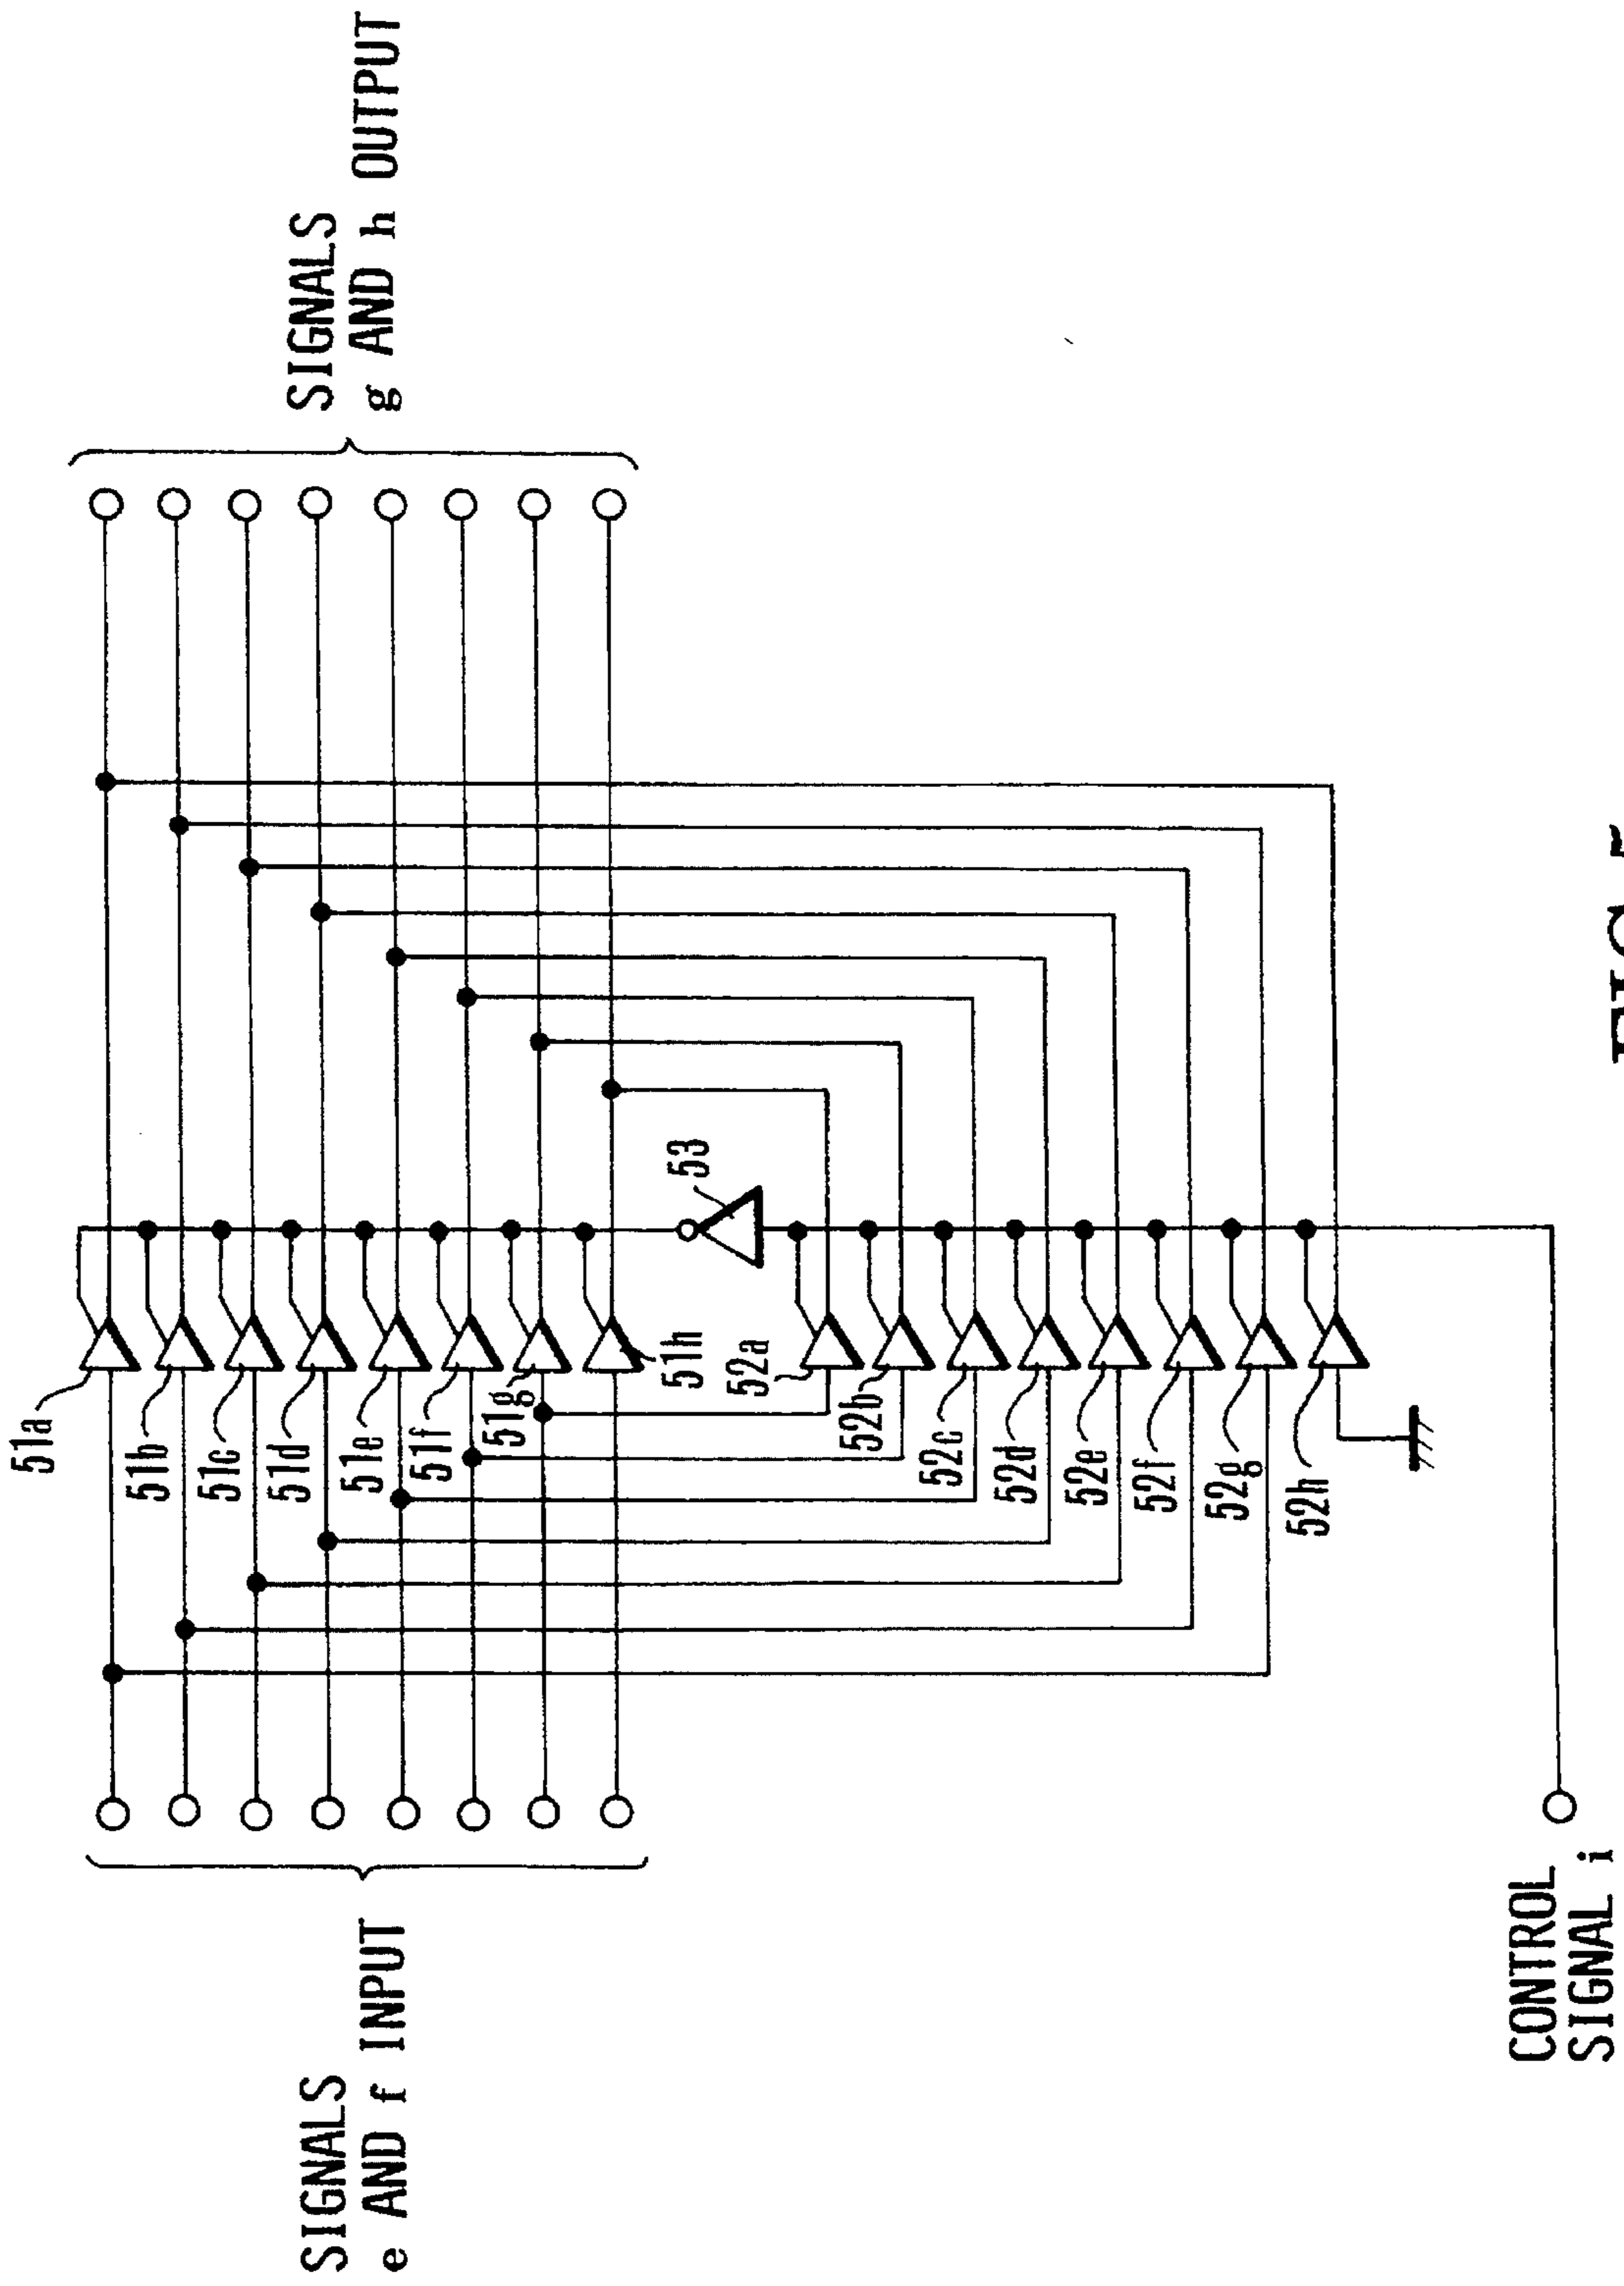 SIGNALS
e AND f INPUT
SIGNALS
g AND h OUTPUT
51a
51b
51c
51d
51e
51f
51g
51h
53
52a
52b
52c
52d
52e
52f
52g
52h
CONTROL
SIGNAL i